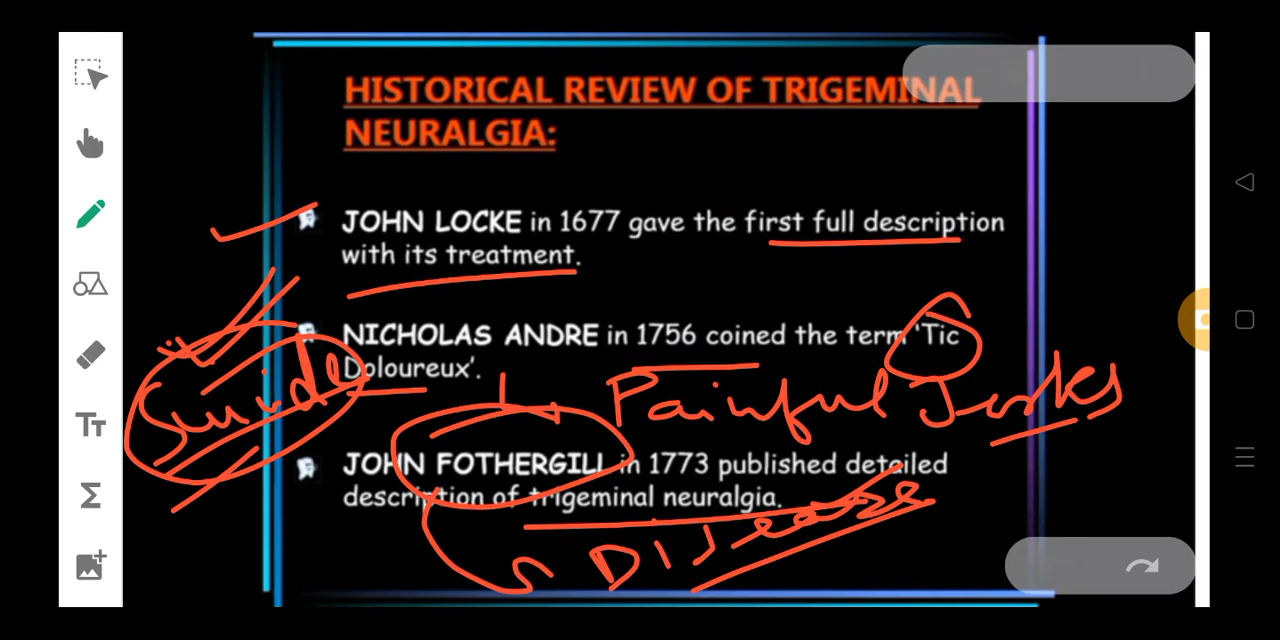 HISTORICAL REVIEW OF TRIGEMINAL
NEURALGIA:
JOHN LOCKE in 1677 gave the first full description
with its treatment.
NICHOLAS ANDRE in 1756 coined the term 'Tic
Doloureux'.
Suicide
Painful Jerks
JOHN FOTHERGILL in 1773 published detailed
description of trigeminal neuralgia.
Disease
TT
Σ